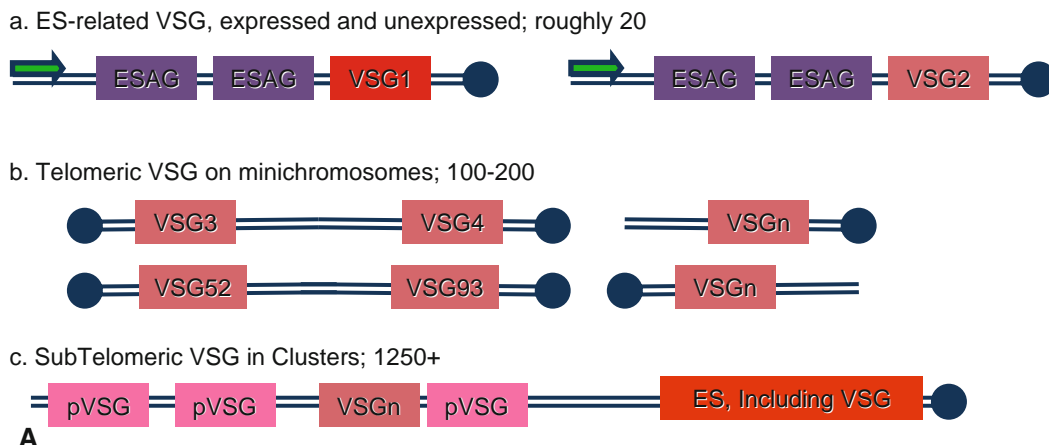 a. ES-related VSG, expressed and unexpressed; roughly 20
ESAG ESAG VSG1 ESAG ESAG VSG2
b. Telomeric VSG on minichromosomes; 100-200
VSG3 VSG4 VSGn
VSG52 VSG93 VSGn
c. SubTelomeric VSG in Clusters; 1250+
pVSG pVSG VSGn pVSG ES, Including VSG
A